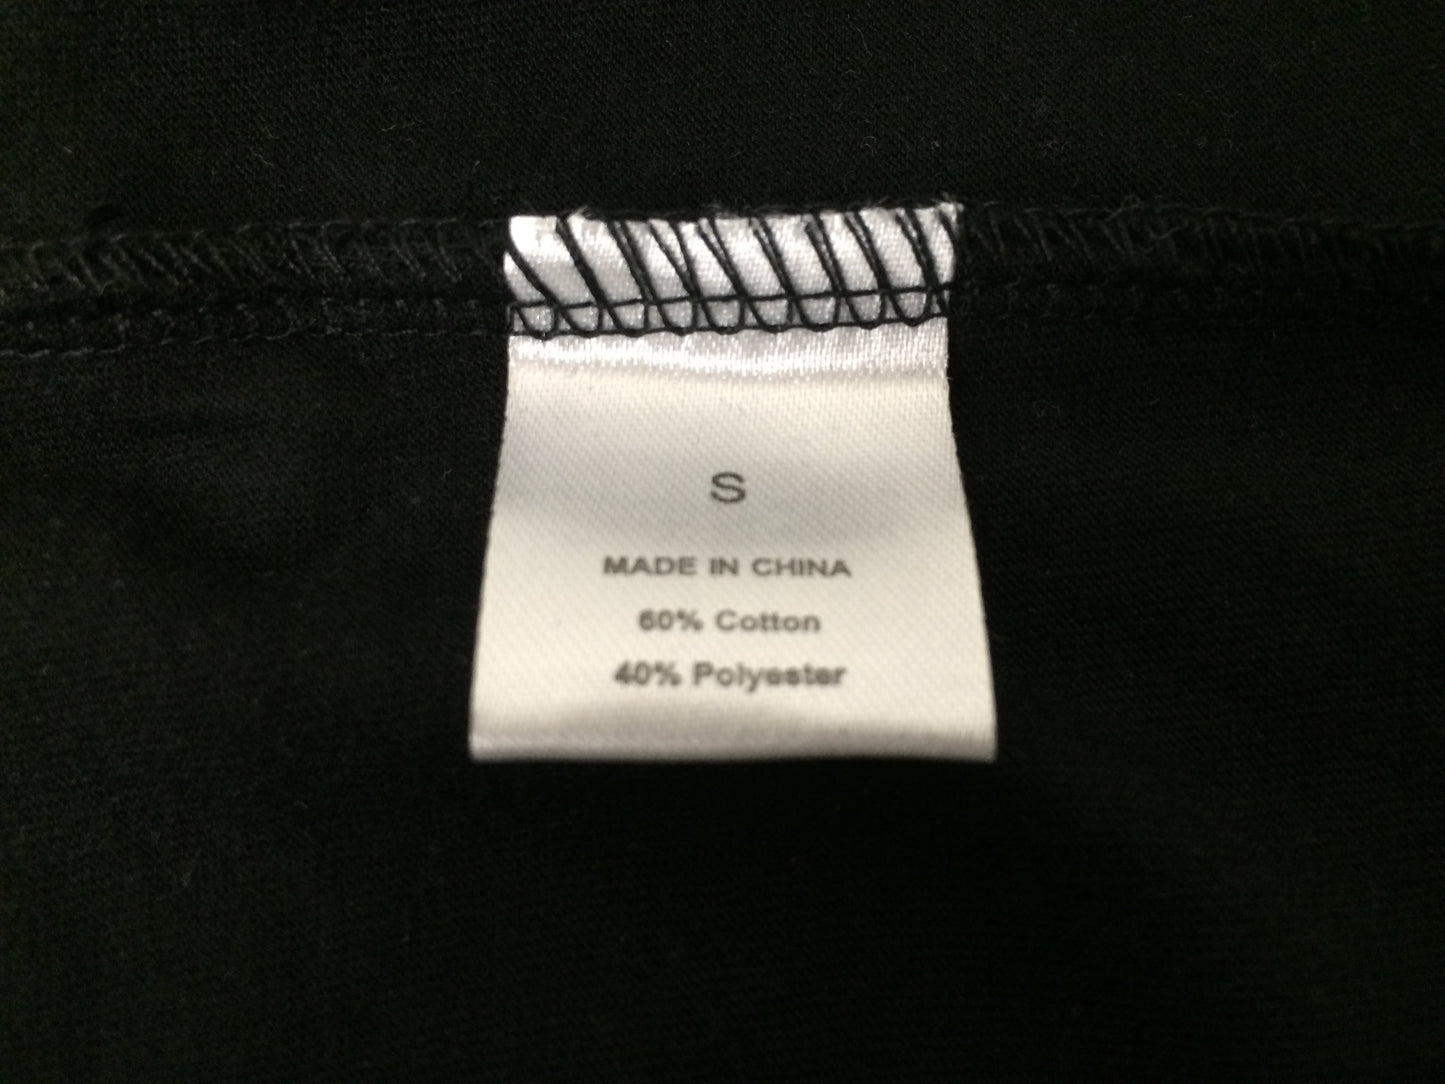 S
MADE IN CHINA
60% Cotton
40% Polyester